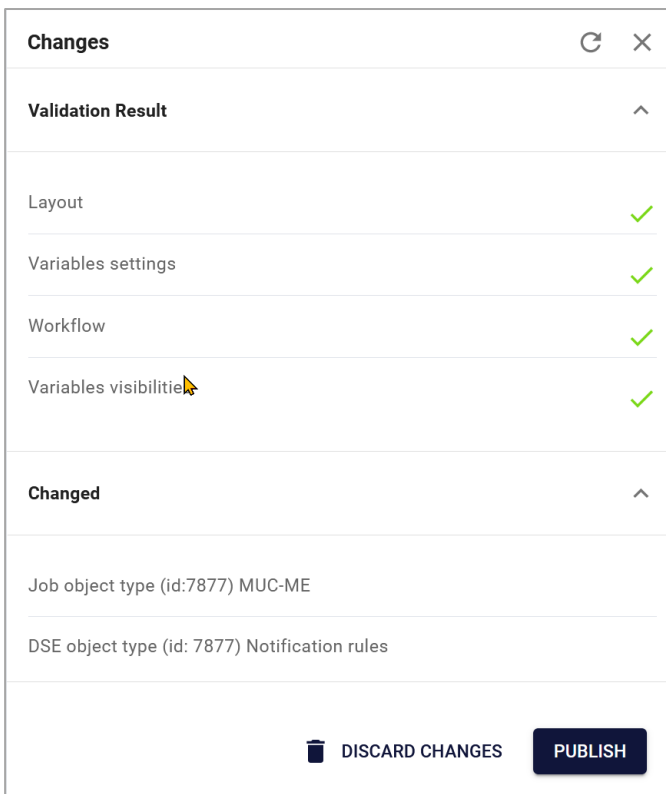 Changes
Validation Result
Layout
Variables settings
Workflow
Variables visibilitie
Changed
Job object type (id:7877) MUC-ME
DSE object type (id: 7877) Notification rules
DISCARD CHANGES
PUBLISH